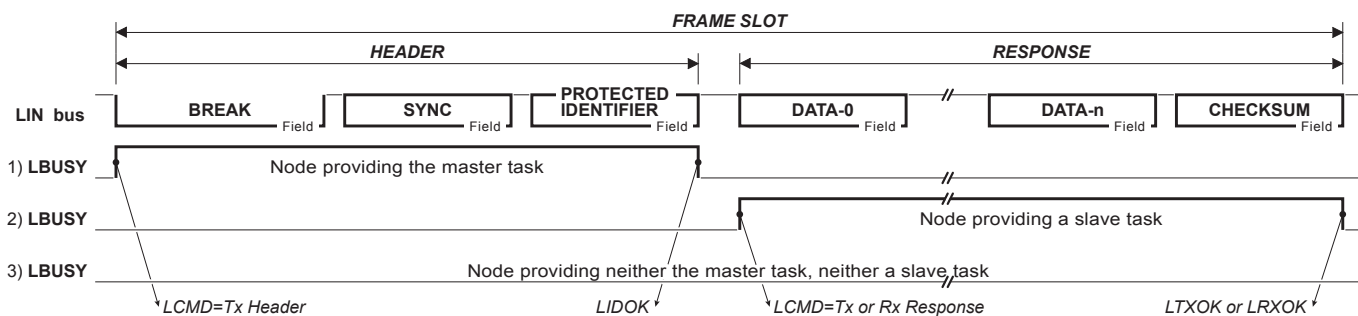 FRAME SLOT
HEADER RESPONSE
LIN bus BREAK Field SYNC Field PROTECTED IDENTIFIER Field DATA-0 Field DATA-n Field CHECKSUM Field
1) LBUSY Node providing the master task
2) LBUSY Node providing a slave task
3) LBUSY Node providing neither the master task, neither a slave task
LCMD=Tx Header LIDOK LCMD=Tx or Rx Response LTXOK or LRXOK